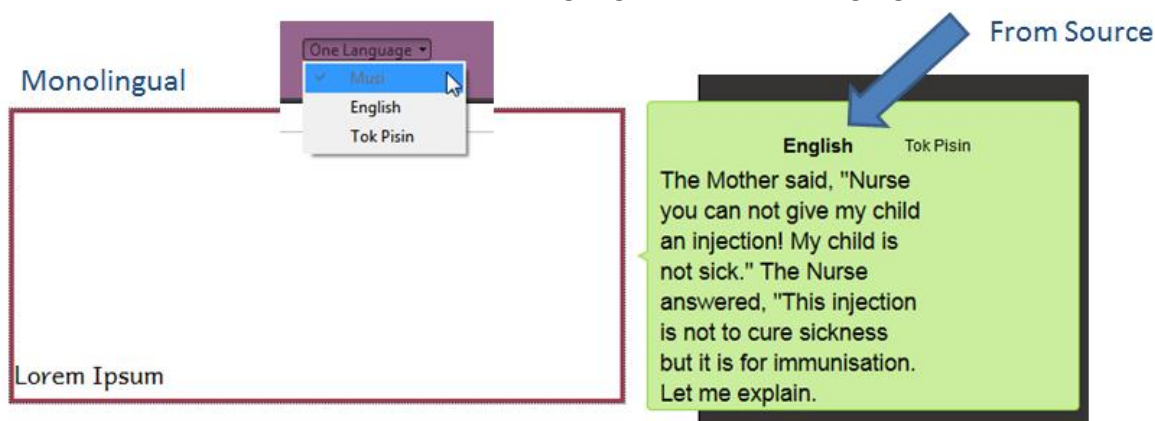 From Source
One Language
Monolingual
Musi
English
Tok Pisin
English Tok Pisin
The Mother said, "Nurse
you can not give my child
an injection! My child is
not sick." The Nurse
answered, "This injection
is not to cure sickness
but it is for immunisation.
Let me explain.
Lorem Ipsum